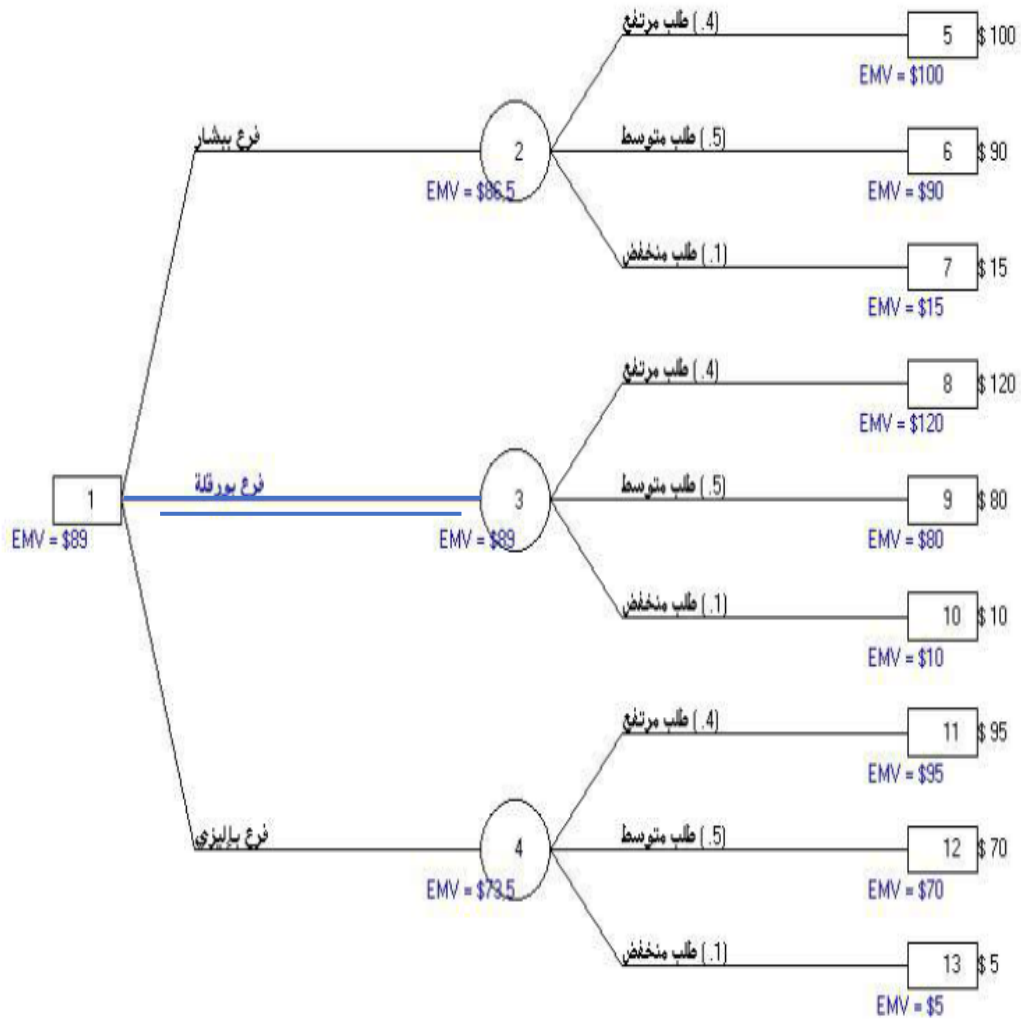 طلب مرتفع (.4)
5 $ 100
EMV = $100
فرع ببشار
2
EMV = $86,5
طلب متوسط (.5)
6 $ 90
EMV = $90
طلب منخفض (.1)
7 $ 15
EMV = $15
طلب مرتفع (.4)
8 $ 120
EMV = $120
فرع بورقلة
1
EMV = $89
3
EMV = $89
طلب متوسط (.5)
9 $ 80
EMV = $80
طلب منخفض (.1)
10 $ 10
EMV = $10
طلب مرتفع (.4)
11 $ 95
EMV = $95
فرع بإليزي
4
EMV = $73,5
طلب متوسط (.5)
12 $ 70
EMV = $70
طلب منخفض (.1)
13 $ 5
EMV = $5